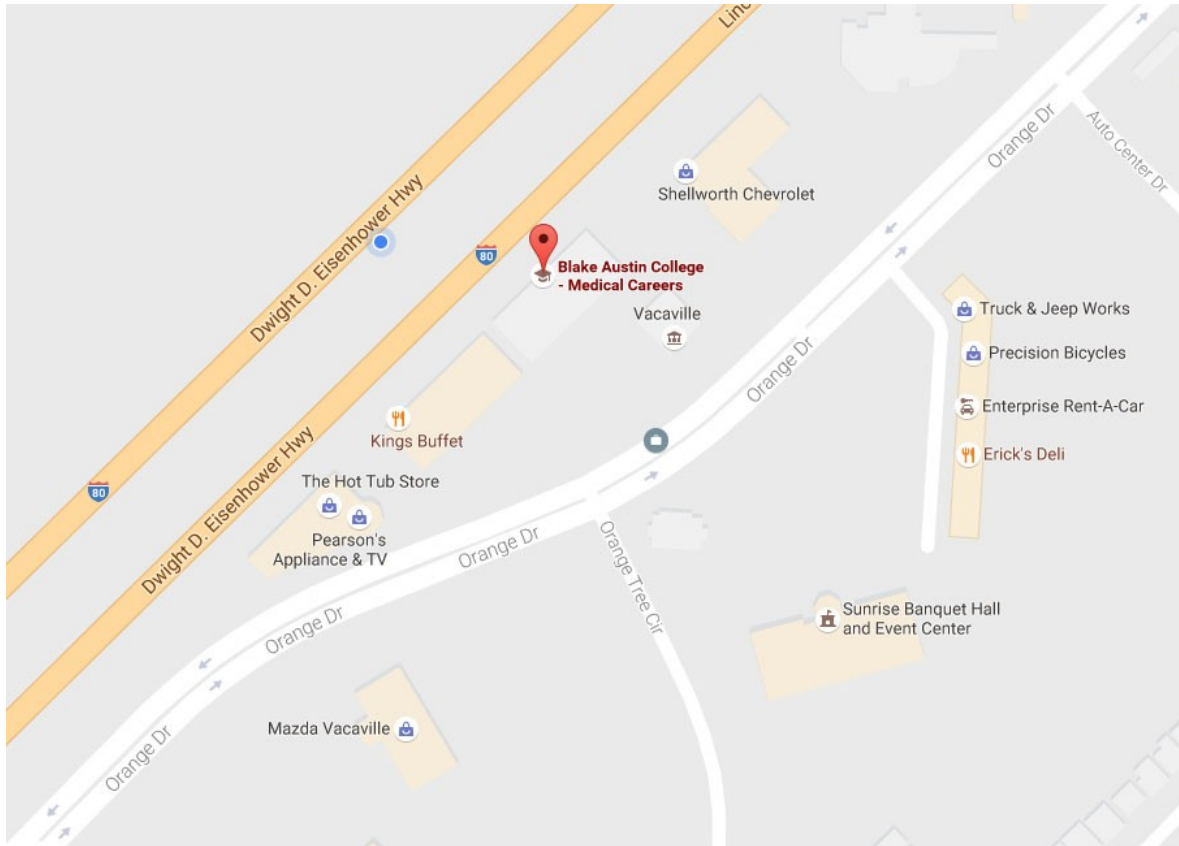 Linc
Dwight D. Eisenhower Hwy
80
Orange Dr
Auto Center Dr
Shellworth Chevrolet
Blake Austin College
- Medical Careers
Vacaville
Truck & Jeep Works
Precision Bicycles
Orange Dr
Enterprise Rent-A-Car
Kings Buffet
Erick's Deli
The Hot Tub Store
80
Dwight D. Eisenhower Hwy
Pearson's
Appliance & TV
Orange Dr
Orange Tree Cir
Orange Dr
Sunrise Banquet Hall
and Event Center
Mazda Vacaville
Orange Dr